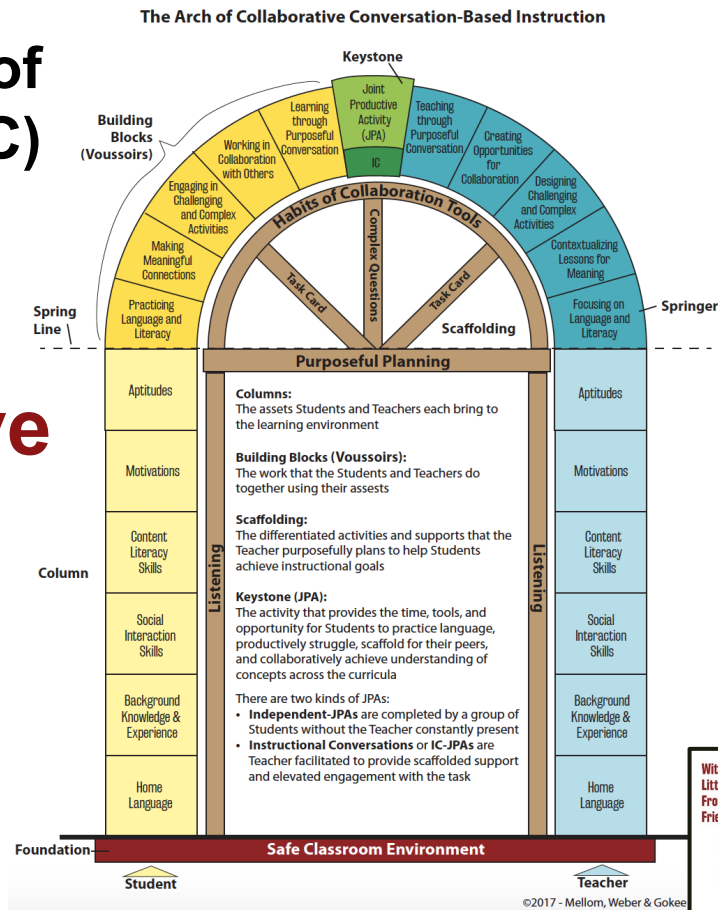 The Arch of Collaborative Conversation-Based Instruction
of
C)
ve
Keystone
Building
Blocks
(Voussoirs)
Joint
Productive
Activity
(JPA)
IC
Learning
through
Purposeful
Conversation
Working in
Collaboration
with Others
Engaging in
Challenging
and Complex
Activities
Making
Meaningful
Connections
Practicing
Language and
Literacy
Teaching
through
Purposeful
Conversation
Creating
Opportunities
for
Collaboration
Designing
Challenging
and Complex
Activities
Contextualizing
Lessons for
Meaning
Focusing on
Language and
Literacy
Springer
Spring
Line
Habits of Collaboration Tools
Task Card
Complex Questions
Task Card
Scaffolding
Purposeful Planning
Column
Aptitudes
Motivations
Content
Literacy
Skills
Social
Interaction
Skills
Background
Knowledge &
Experience
Home
Language
Listening
Columns:
The assets Students and Teachers each bring to
the learning environment
Building Blocks (Voussoirs):
The work that the Students and Teachers do
together using their assests
Scaffolding:
The differentiated activities and supports that the
Teacher purposefully plans to help Students
achieve instructional goals
Keystone (JPA):
The activity that provides the time, tools, and
opportunity for Students to practice language,
productively struggle, scaffold for their peers,
and collaboratively achieve understanding of
concepts across the curricula
There are two kinds of JPAs:
• Independent-JPAs are completed by a group of
Students without the Teacher constantly present
• Instructional Conversations or IC-JPAs are
Teacher facilitated to provide scaffolded support
and elevated engagement with the task
Listening
Aptitudes
Motivations
Content
Literacy
Skills
Social
Interaction
Skills
Background
Knowledge &
Experience
Home
Language
Foundation
Safe Classroom Environment
Student
Teacher
©2017 - Mellom, Weber & Gokee
Wit
Litt
Fro
Frie